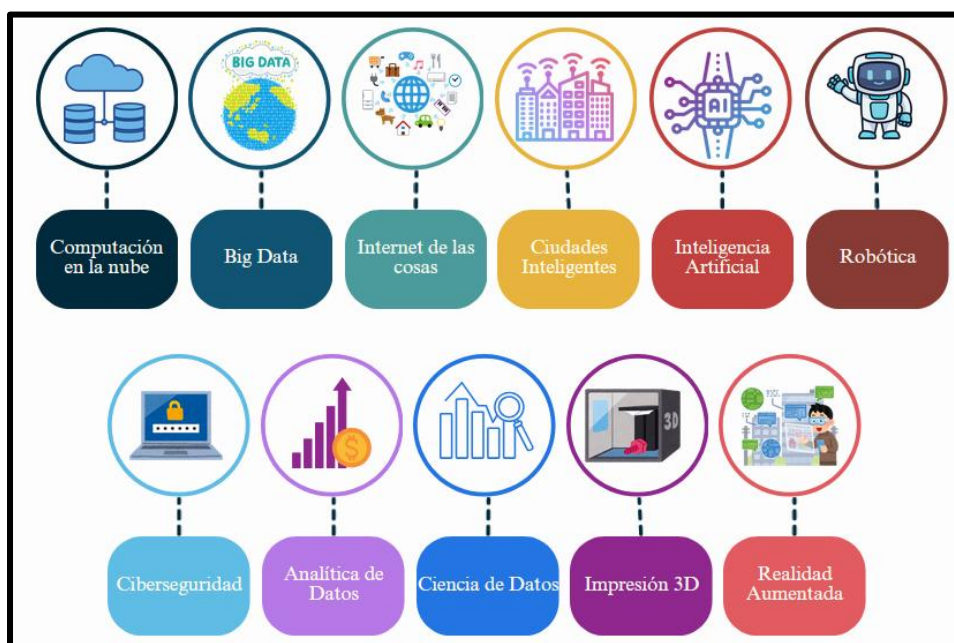 BIG DATA
AI
Computación
en la nube
Big Data
Internet de las
cosas
Ciudades
Inteligentes
Inteligencia
Artificial
Robótica
3D
Ciberseguridad
Analítica de
Datos
Ciencia de Datos
Impresión 3D
Realidad
Aumentada